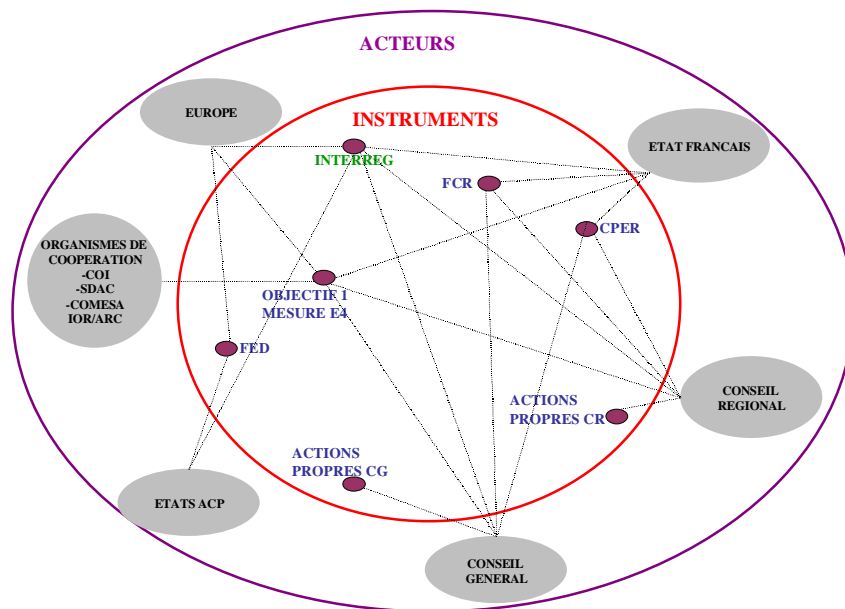 ACTEURS
EUROPE
INSTRUMENTS
ETAT FRANCAIS
INTERREG
FCR
CPER
ORGANISMES DE
COOPERATION
-COI
-SDAC
-COMESA
IOR/ARC
OBJECTIF 1
MESURE E4
FED
CONSEIL
REGIONAL
ACTIONS
PROPRES CR
ACTIONS
PROPRES CG
ETATS ACP
CONSEIL
GENERAL